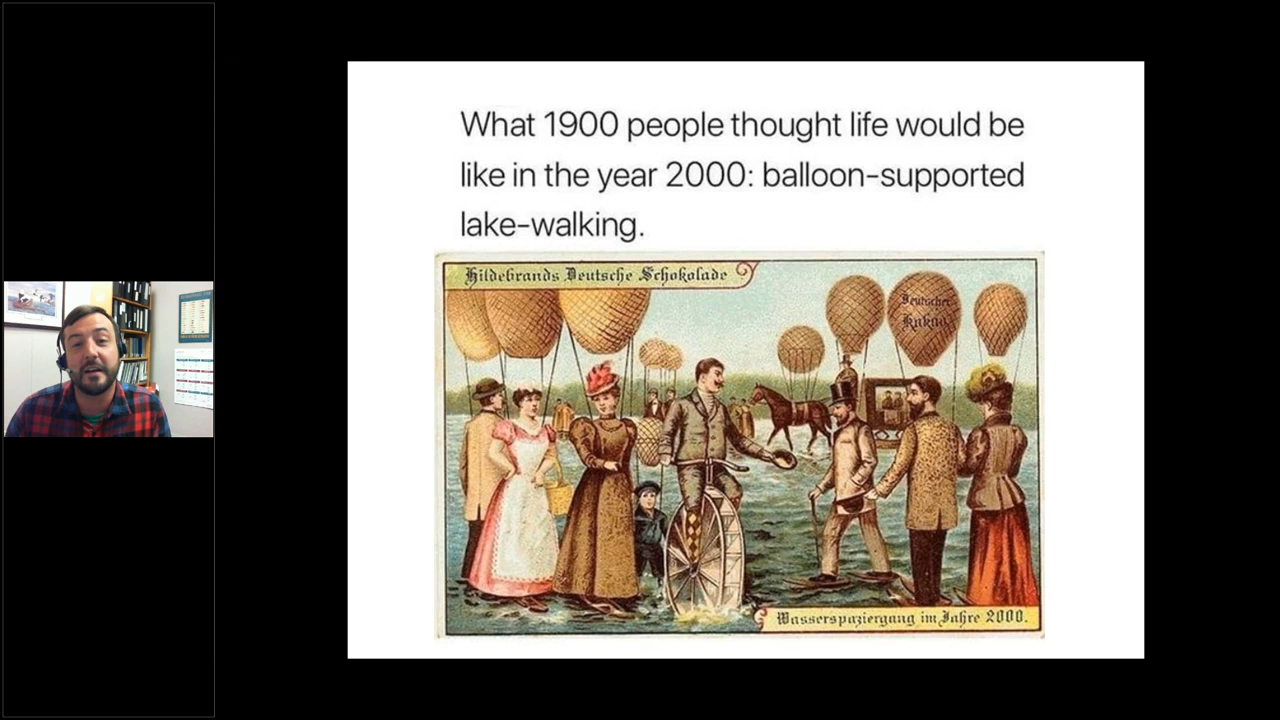 What 1900 people thought life would be
like in the year 2000: balloon-supported
lake-walking.
Hildebrands Deutsche Schokolade
Deutscher
Kakao
Wasserspaziergang im Jahre 2000.